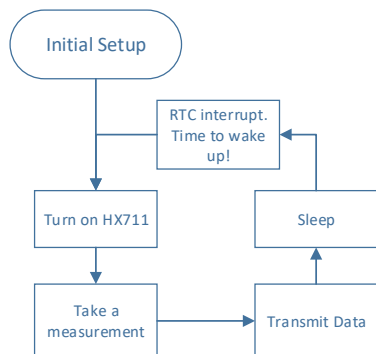 Initial Setup
RTC interrupt.
Time to wake
up!
Turn on HX711
Sleep
Take a
measurement
Transmit Data